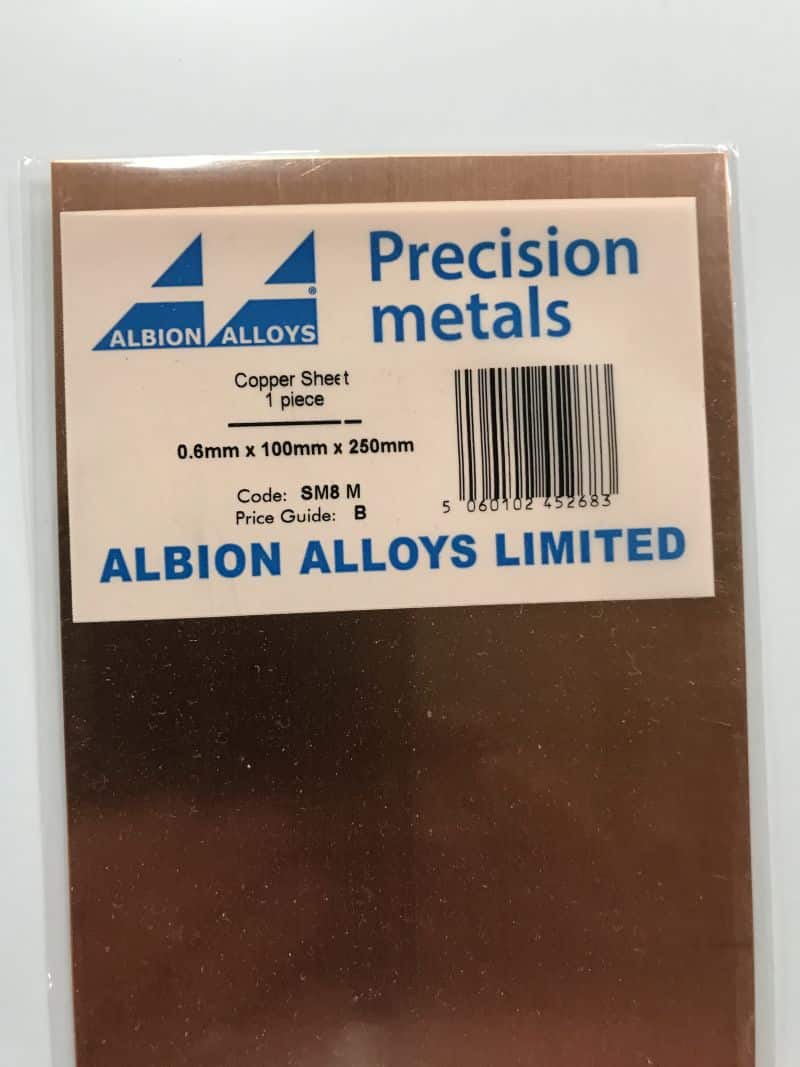 ALBION ALLOYS®
Precision
metals
Copper Sheet
1 piece
0.6mm x 100mm x 250mm
Code: SM8 M
Price Guide: B
5 060102 452683
ALBION ALLOYS LIMITED